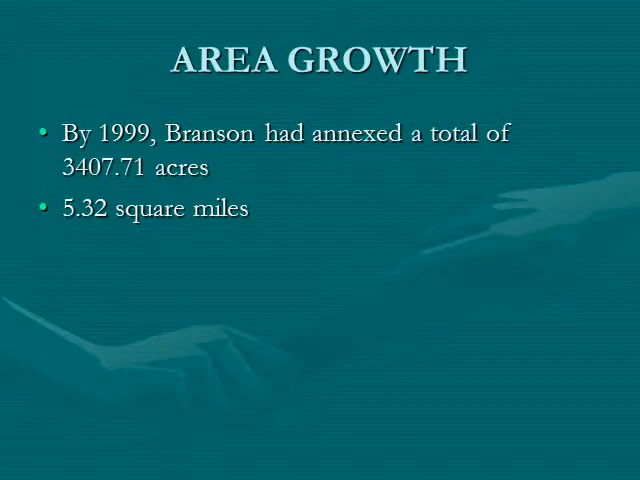 AREA GROWTH
• By 1999, Branson had annexed a total of
3407.71 acres
• 5.32 square miles